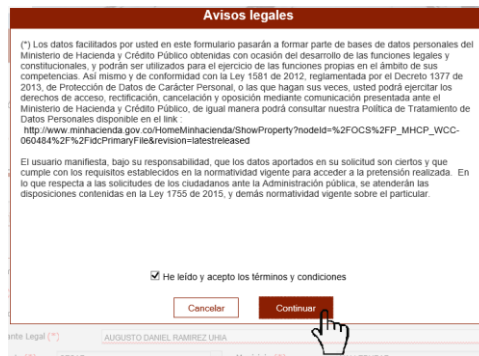 Avisos legales
(*) Los datos facilitados por usted en este formulario pasarán a formar parte de bases de datos personales del
Ministerio de Hacienda y Crédito Público obtenidas con ocasión del desarrollo de las funciones legales y
constitucionales, y podrán ser utilizados para el ejercicio de las funciones propias en el ámbito de sus
competencias. Así mismo y de conformidad con la Ley 1581 de 2012, reglamentada por el Decreto 1377 de
2013, de Protección de Datos de Carácter Personal, o las que hagan sus veces, usted podrá ejercitar los
derechos de acceso, rectificación, cancelación y oposición mediante comunicación presentada ante el
Ministerio de Hacienda y Crédito Público, de igual manera podrá consultar nuestra Política de Tratamiento de
Datos Personales disponible en el link :
http://www.minhacienda.gov.co/HomeMinhacienda/ShowProperty?nodeId=%2FOCS%2FP_MHCP_WCC-
060484%2F%2FidcPrimaryFile&revision=latestreleased
El usuario manifiesta, bajo su responsabilidad, que los datos aportados en su solicitud son ciertos y que
cumple con los requisitos establecidos en la normatividad vigente para acceder a la pretensión realizada. En
lo que respecta a las solicitudes de los ciudadanos ante la Administración pública, se atenderán las
disposiciones contenidas en la Ley 1755 de 2015, y demás normatividad vigente sobre el particular.
He leído y acepto los términos y condiciones
Cancelar Continuar
ante Legal (*) AUGUSTO DANIEL RAMIREZ UHIA